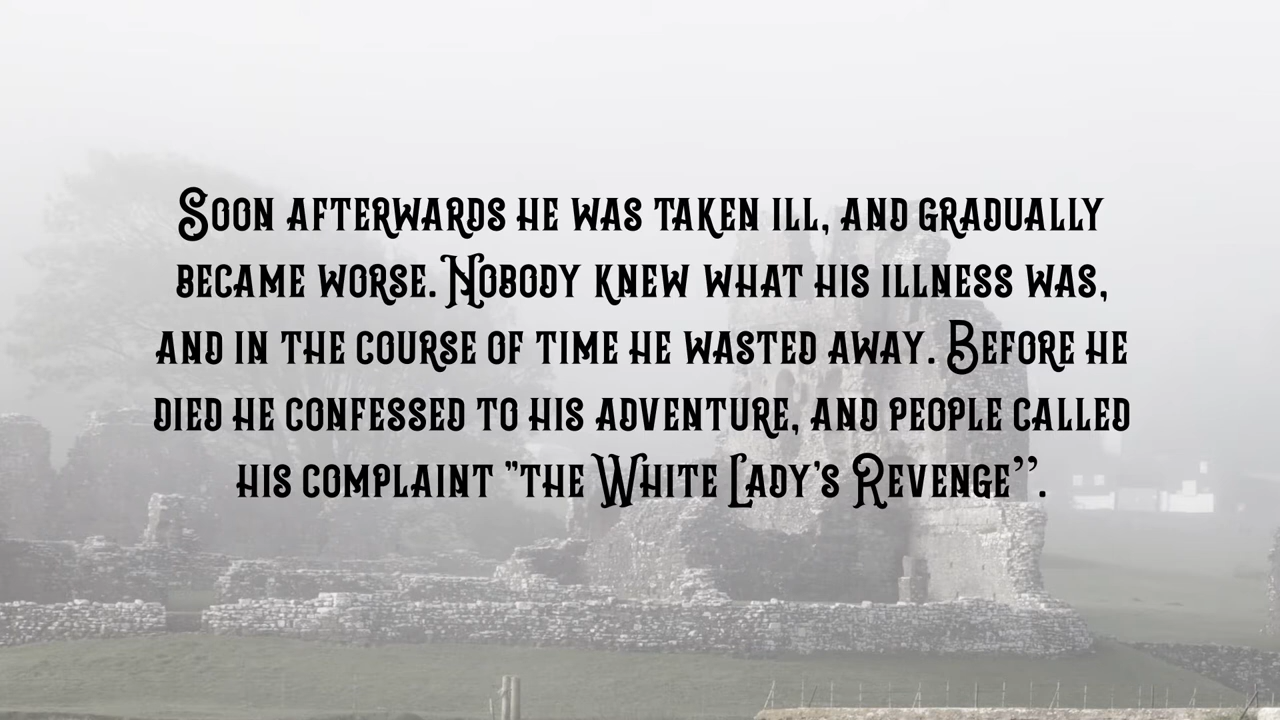 Soon afterwards he was taken ill, and gradually
became worse. Nobody knew what his illness was,
and in the course of time he wasted away. Before he
died he confessed to his adventure, and people called
his complaint "the White Lady's Revenge’’.